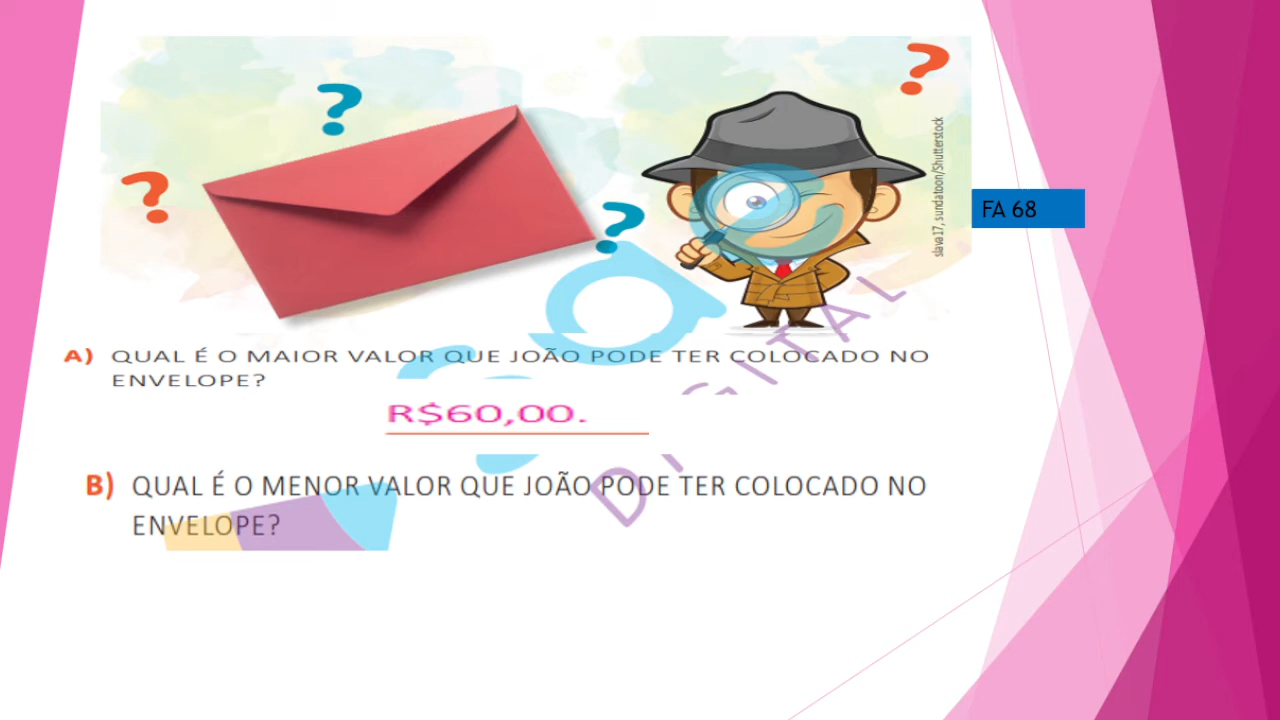 ?
?
?
?
slava17, sundatoon/Shutterstock
FA 68
A) QUAL É O MAIOR VALOR QUE JOÃO PODE TER COLOCADO NO
ENVELOPE?
R$60,00.
B) QUAL É O MENOR VALOR QUE JOÃO PODE TER COLOCADO NO
ENVELOPE?
DIGITAL